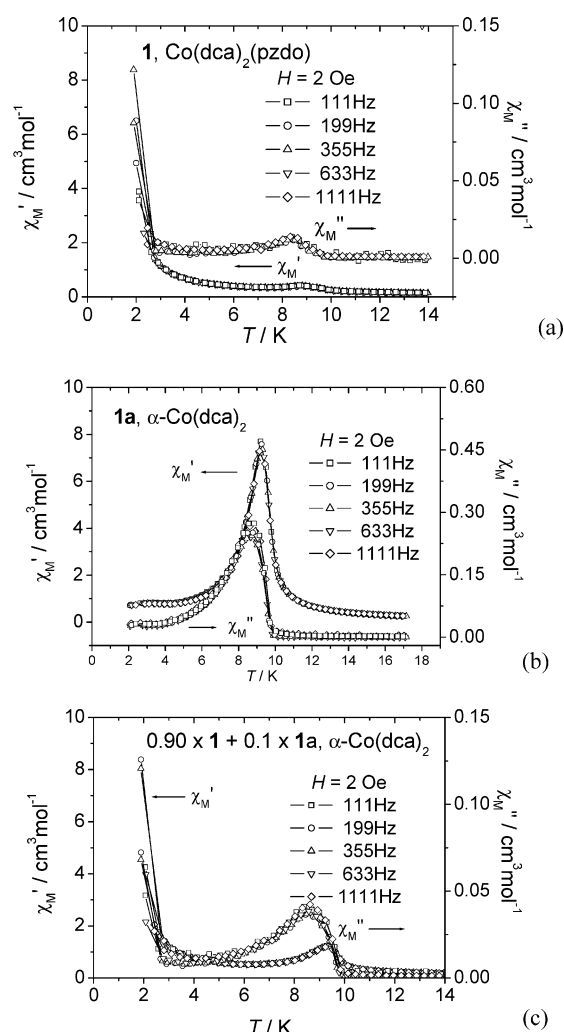 1, Co(dca)₂(pzdo)
H = 2 Oe
111Hz
199Hz
355Hz
633Hz
1111Hz
χM''
χM'
χM' / cm³mol⁻¹
χM'' / cm³mol⁻¹
10
8
6
4
2
0
0.15
0.10
0.05
0.00
0 2 4 6 8 10 12 14
T / K
(a)
1a, α-Co(dca)₂
H = 2 Oe
111Hz
199Hz
355Hz
633Hz
1111Hz
χM'
χM''
χM' / cm³mol⁻¹
χM'' / cm³mol⁻¹
10
8
6
4
2
0
0.60
0.45
0.30
0.15
0.00
0 2 4 6 8 10 12 14 16 18
T / K
(b)
0.90 x 1 + 0.1 x 1a, α-Co(dca)₂
H = 2 Oe
111Hz
199Hz
355Hz
633Hz
1111Hz
χM'
χM''
χM' / cm³mol⁻¹
χM'' / cm³mol⁻¹
10
8
6
4
2
0
0.15
0.10
0.05
0.00
0 2 4 6 8 10 12 14
T / K
(c)